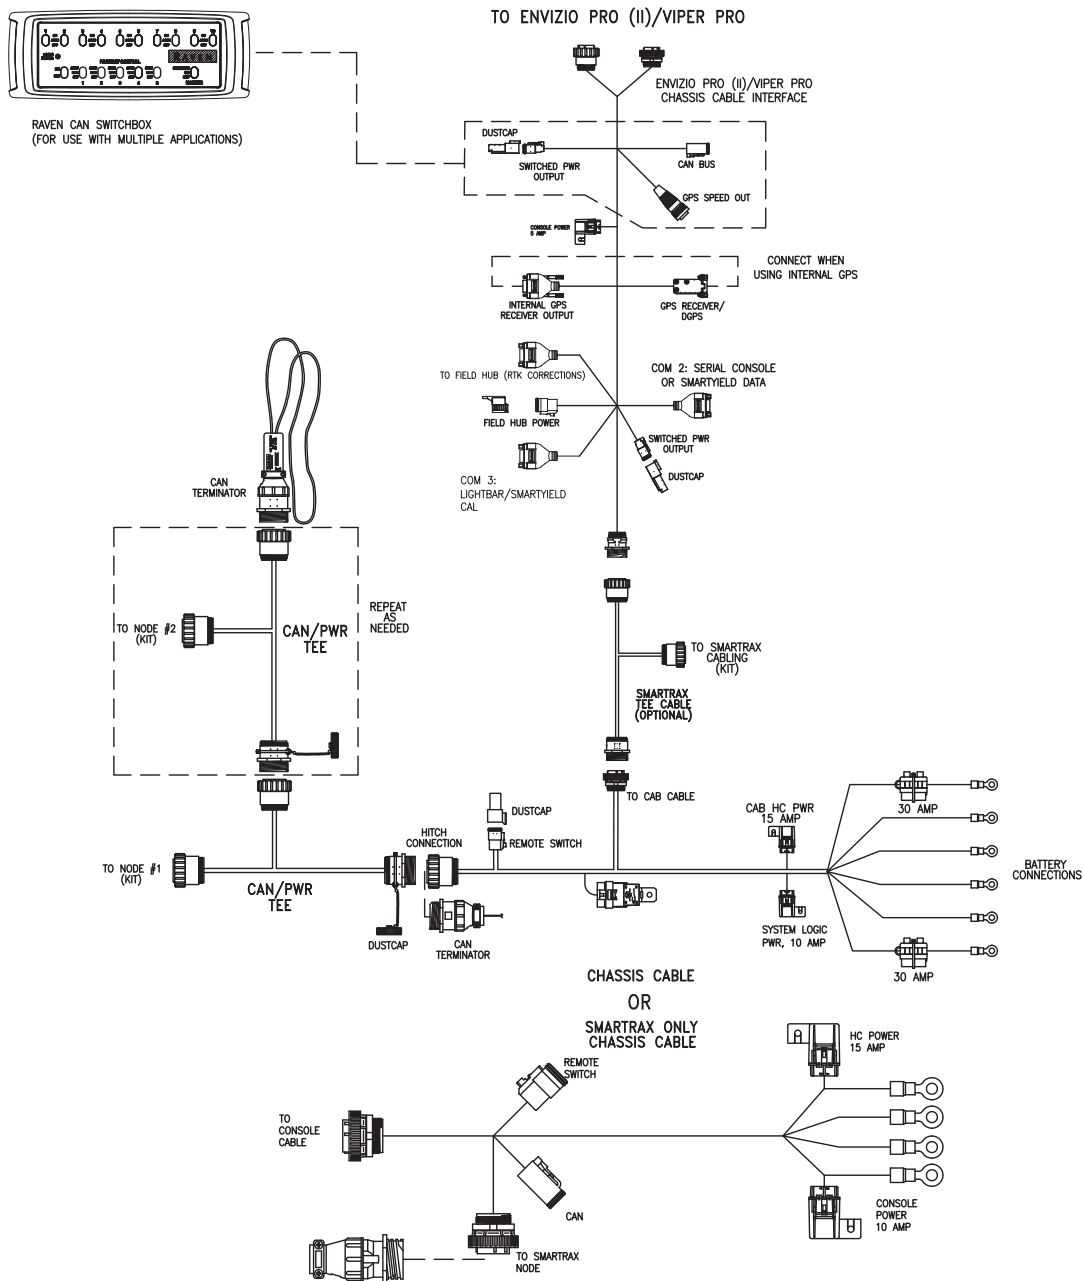 TO ENVIZIO PRO (II)/VIPER PRO
ENVIZIO PRO (II)/VIPER PRO
CHASSIS CABLE INTERFACE
RAVEN
RAVEN CAN SWITCHBOX
(FOR USE WITH MULTIPLE APPLICATIONS)
DUSTCAP
SWITCHED PWR
OUTPUT
CAN BUS
GPS SPEED OUT
CONSOLE POWER
5 AMP
CONNECT WHEN
USING INTERNAL GPS
INTERNAL GPS
RECEIVER OUTPUT
GPS RECEIVER/
DGPS
TO FIELD HUB (RTK CORRECTIONS)
COM 2: SERIAL CONSOLE
OR SMARTYIELD DATA
FIELD HUB POWER
SWITCHED PWR
OUTPUT
DUSTCAP
COM 3:
LIGHTBAR/SMARTYIELD
CAL
CAN
TERMINATOR
REPEAT
AS
NEEDED
TO NODE #2
(KIT)
CAN/PWR
TEE
TO SMARTRAX
CABLING
(KIT)
SMARTRAX
TEE CABLE
(OPTIONAL)
TO CAB CABLE
DUSTCAP
REMOTE SWITCH
HITCH
CONNECTION
CAB HC PWR
15 AMP
30 AMP
TO NODE #1
(KIT)
CAN/PWR
TEE
BATTERY
CONNECTIONS
DUSTCAP
CAN
TERMINATOR
SYSTEM LOGIC
PWR, 10 AMP
30 AMP
CHASSIS CABLE
OR
SMARTRAX ONLY
CHASSIS CABLE
HC POWER
15 AMP
REMOTE
SWITCH
TO
CONSOLE
CABLE
CAN
CONSOLE
POWER
10 AMP
TO SMARTRAX
NODE